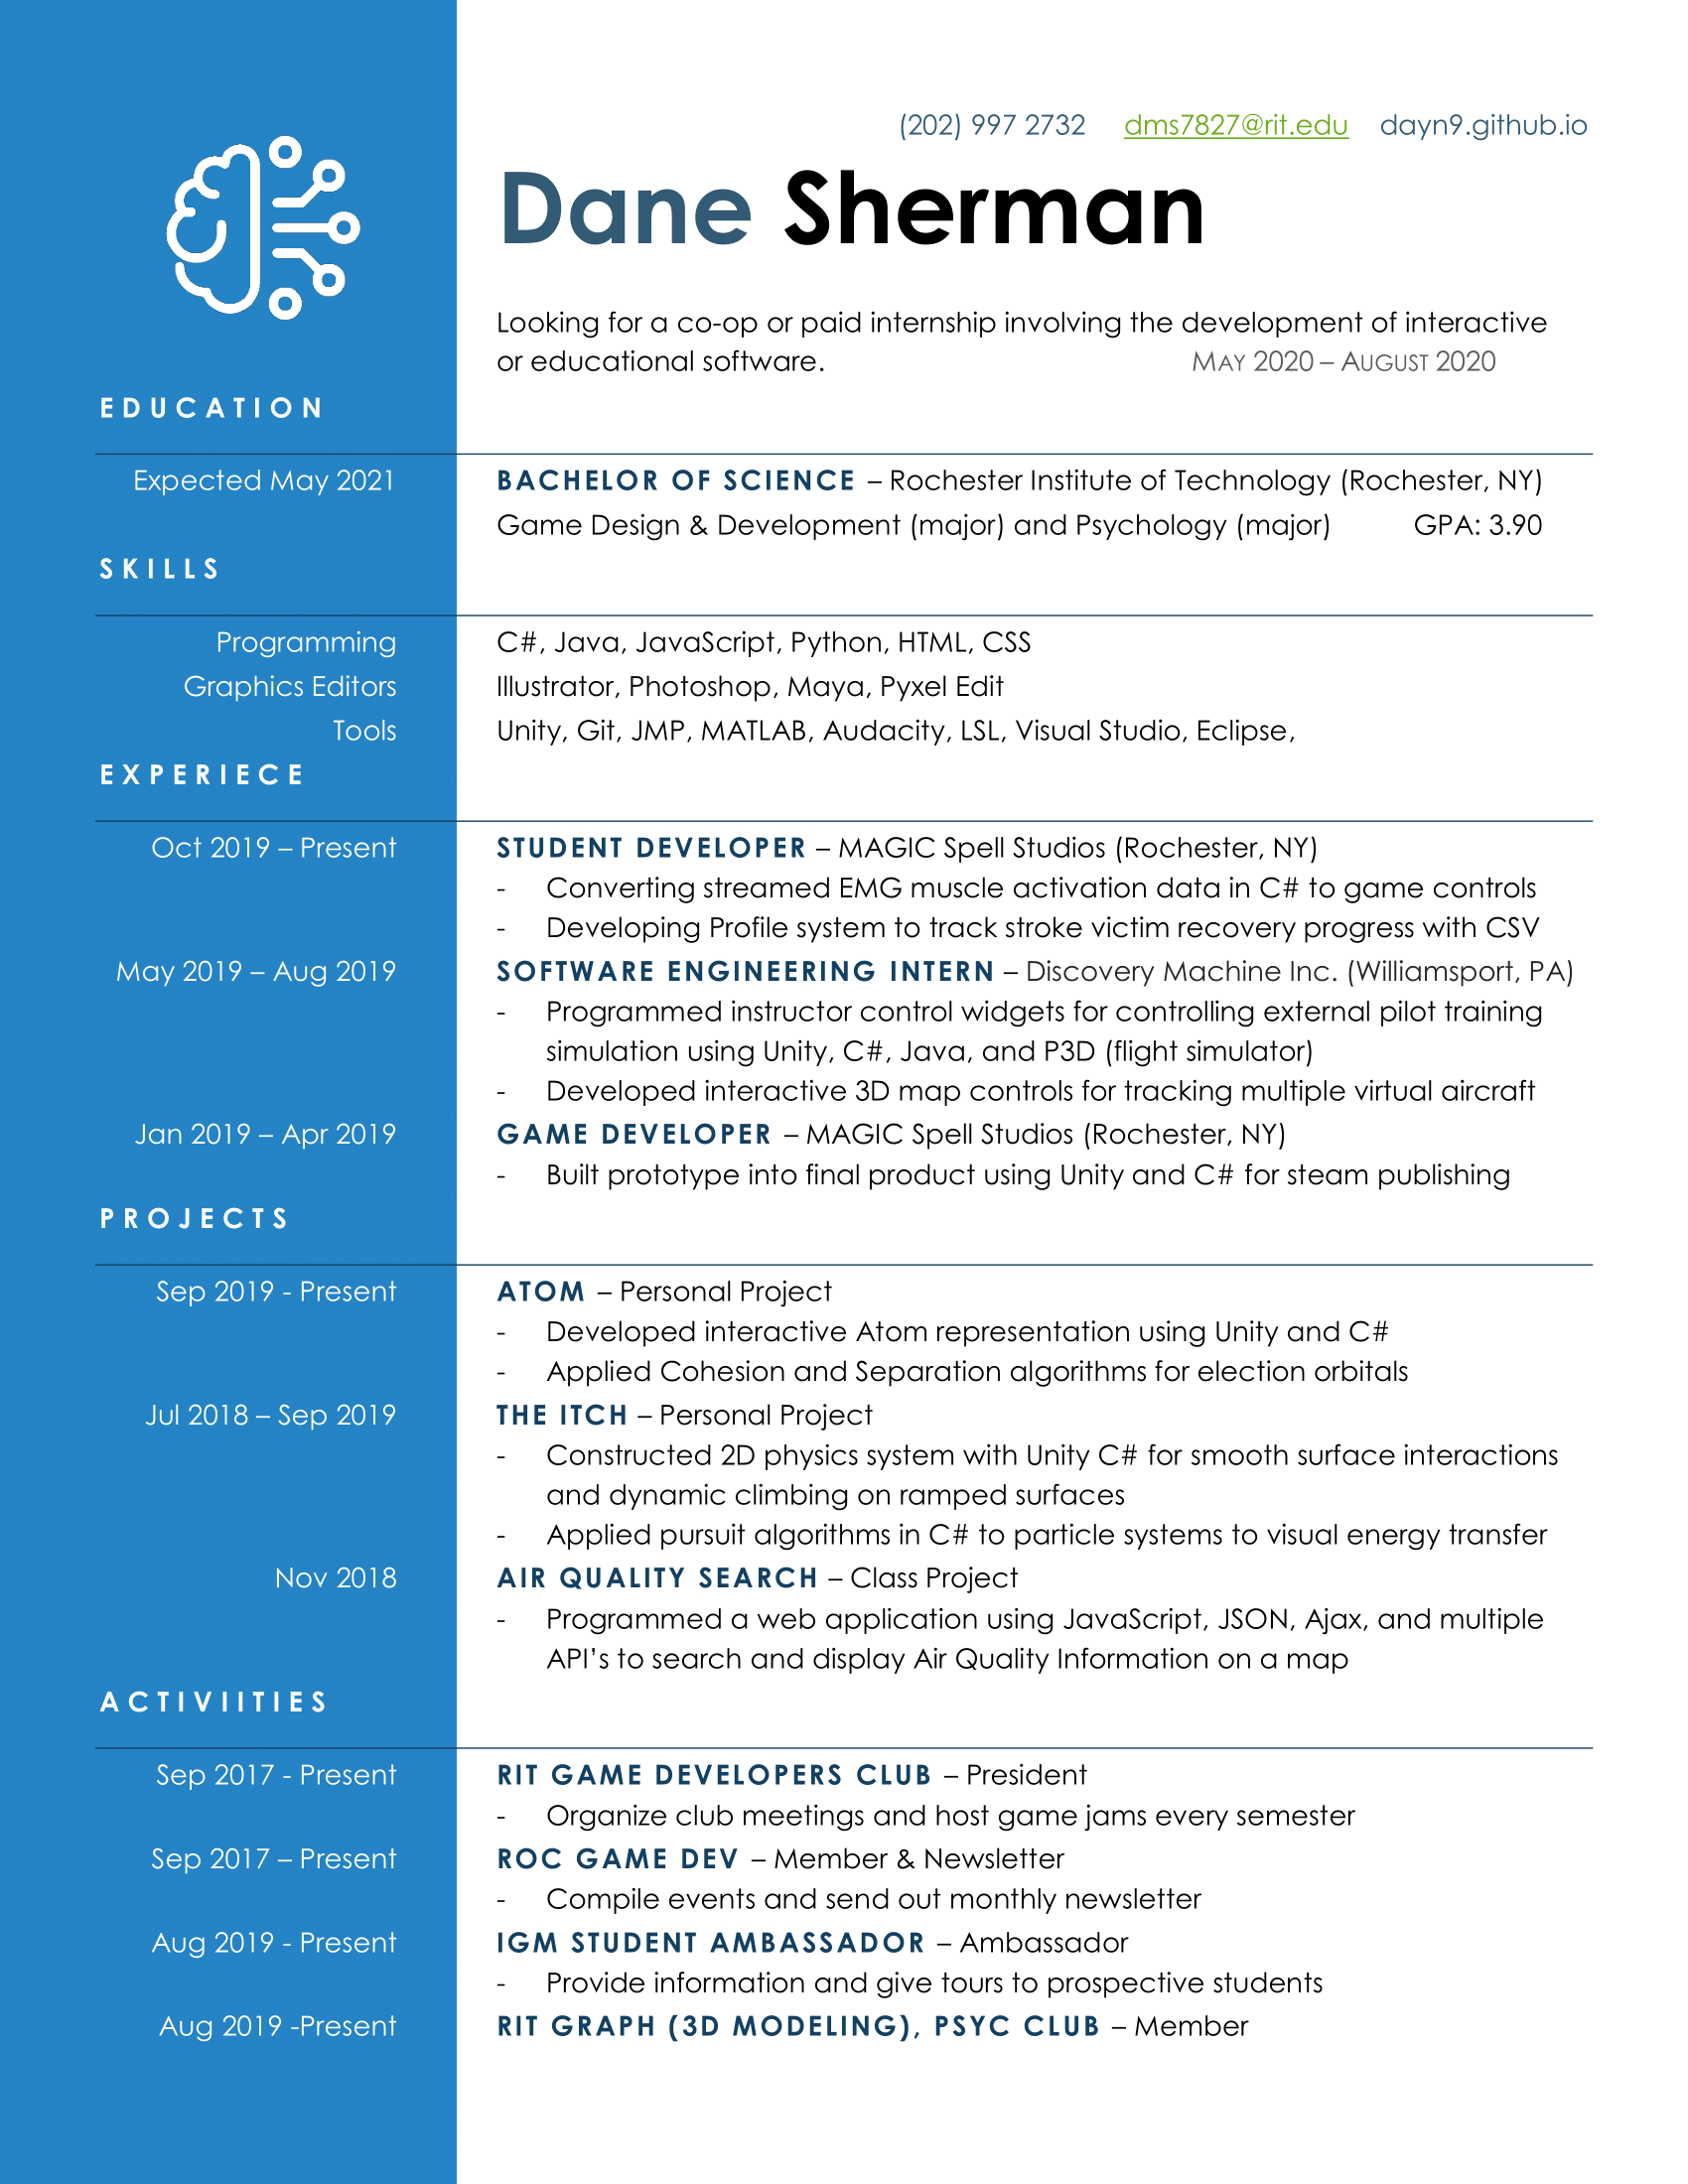 (202) 997 2732 dms7827@rit.edu dayn9.github.io
Dane Sherman
Looking for a co-op or paid internship involving the development of interactive
or educational software. MAY 2020 – AUGUST 2020
EDUCATION
Expected May 2021 BACHELOR OF SCIENCE – Rochester Institute of Technology (Rochester, NY)
Game Design & Development (major) and Psychology (major) GPA: 3.90
SKILLS
Programming C#, Java, JavaScript, Python, HTML, CSS
Graphics Editors Illustrator, Photoshop, Maya, Pyxel Edit
Tools Unity, Git, JMP, MATLAB, Audacity, LSL, Visual Studio, Eclipse,
EXPERIECE
Oct 2019 – Present STUDENT DEVELOPER – MAGIC Spell Studios (Rochester, NY)
- Converting streamed EMG muscle activation data in C# to game controls
- Developing Profile system to track stroke victim recovery progress with CSV
May 2019 – Aug 2019 SOFTWARE ENGINEERING INTERN – Discovery Machine Inc. (Williamsport, PA)
- Programmed instructor control widgets for controlling external pilot training
simulation using Unity, C#, Java, and P3D (flight simulator)
- Developed interactive 3D map controls for tracking multiple virtual aircraft
Jan 2019 – Apr 2019 GAME DEVELOPER – MAGIC Spell Studios (Rochester, NY)
- Built prototype into final product using Unity and C# for steam publishing
PROJECTS
Sep 2019 - Present ATOM – Personal Project
- Developed interactive Atom representation using Unity and C#
- Applied Cohesion and Separation algorithms for election orbitals
Jul 2018 – Sep 2019 THE ITCH – Personal Project
- Constructed 2D physics system with Unity C# for smooth surface interactions
and dynamic climbing on ramped surfaces
- Applied pursuit algorithms in C# to particle systems to visual energy transfer
Nov 2018 AIR QUALITY SEARCH – Class Project
- Programmed a web application using JavaScript, JSON, Ajax, and multiple
API’s to search and display Air Quality Information on a map
ACTIVIITIES
Sep 2017 - Present RIT GAME DEVELOPERS CLUB – President
- Organize club meetings and host game jams every semester
Sep 2017 – Present ROC GAME DEV – Member & Newsletter
- Compile events and send out monthly newsletter
Aug 2019 - Present IGM STUDENT AMBASSADOR – Ambassador
- Provide information and give tours to prospective students
Aug 2019 -Present RIT GRAPH (3D MODELING), PSYC CLUB – Member